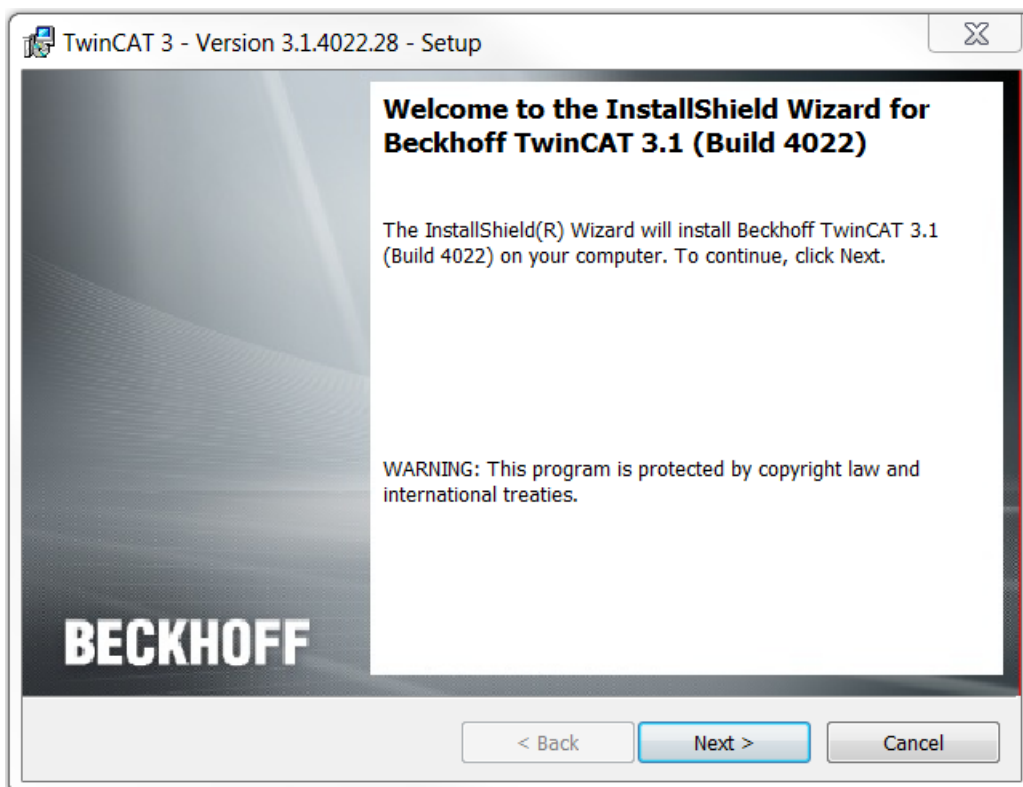 TwinCAT 3 - Version 3.1.4022.28 - Setup
Welcome to the InstallShield Wizard for
Beckhoff TwinCAT 3.1 (Build 4022)
The InstallShield(R) Wizard will install Beckhoff TwinCAT 3.1
(Build 4022) on your computer. To continue, click Next.
WARNING: This program is protected by copyright law and
international treaties.
BECKHOFF
< Back
Next >
Cancel